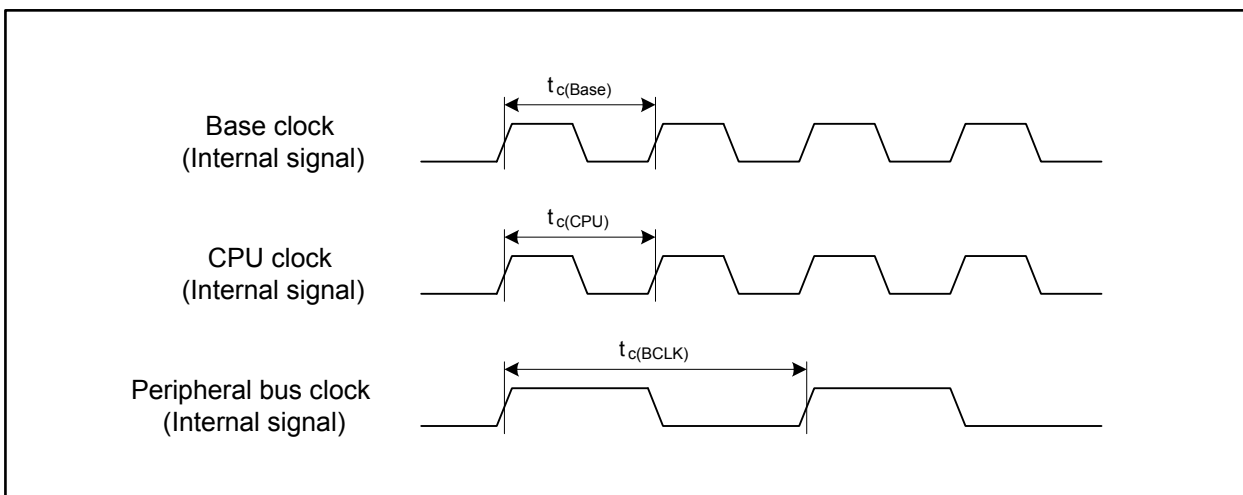 t c(Base)
Base clock
(Internal signal)
t c(CPU)
CPU clock
(Internal signal)
t c(BCLK)
Peripheral bus clock
(Internal signal)